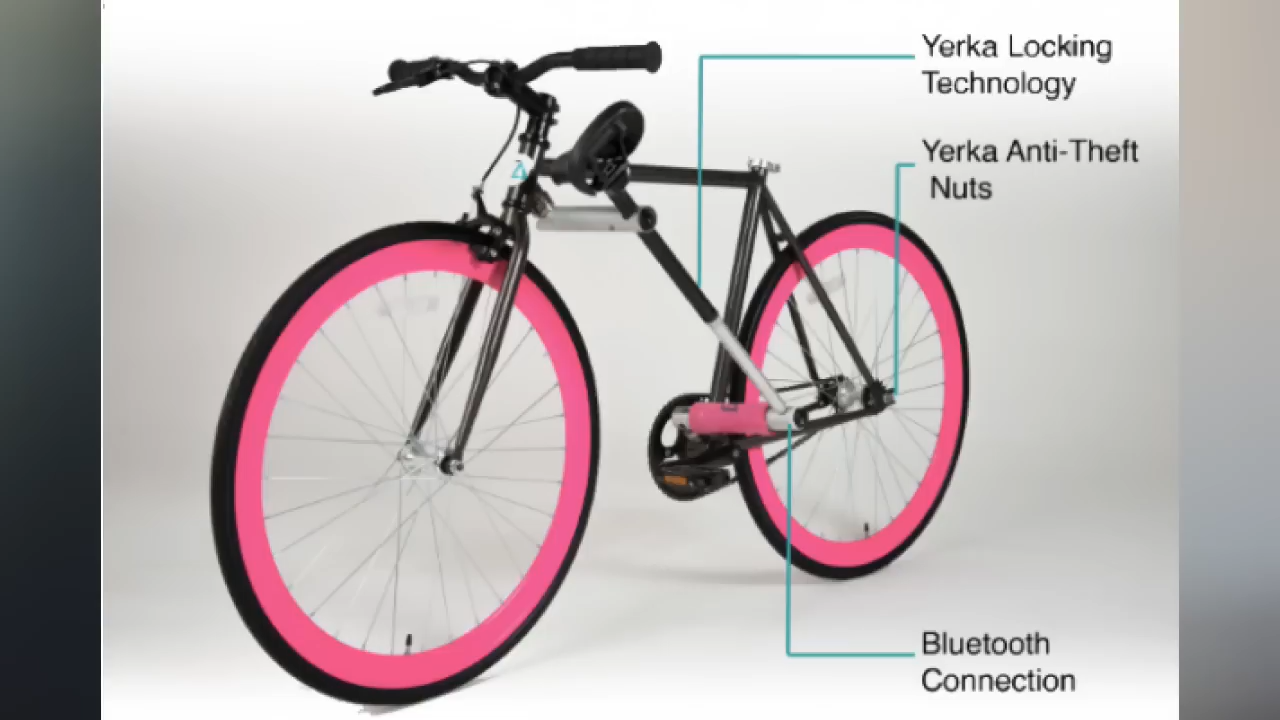 Yerka Locking
Technology
Yerka Anti-Theft
Nuts
Bluetooth
Connection